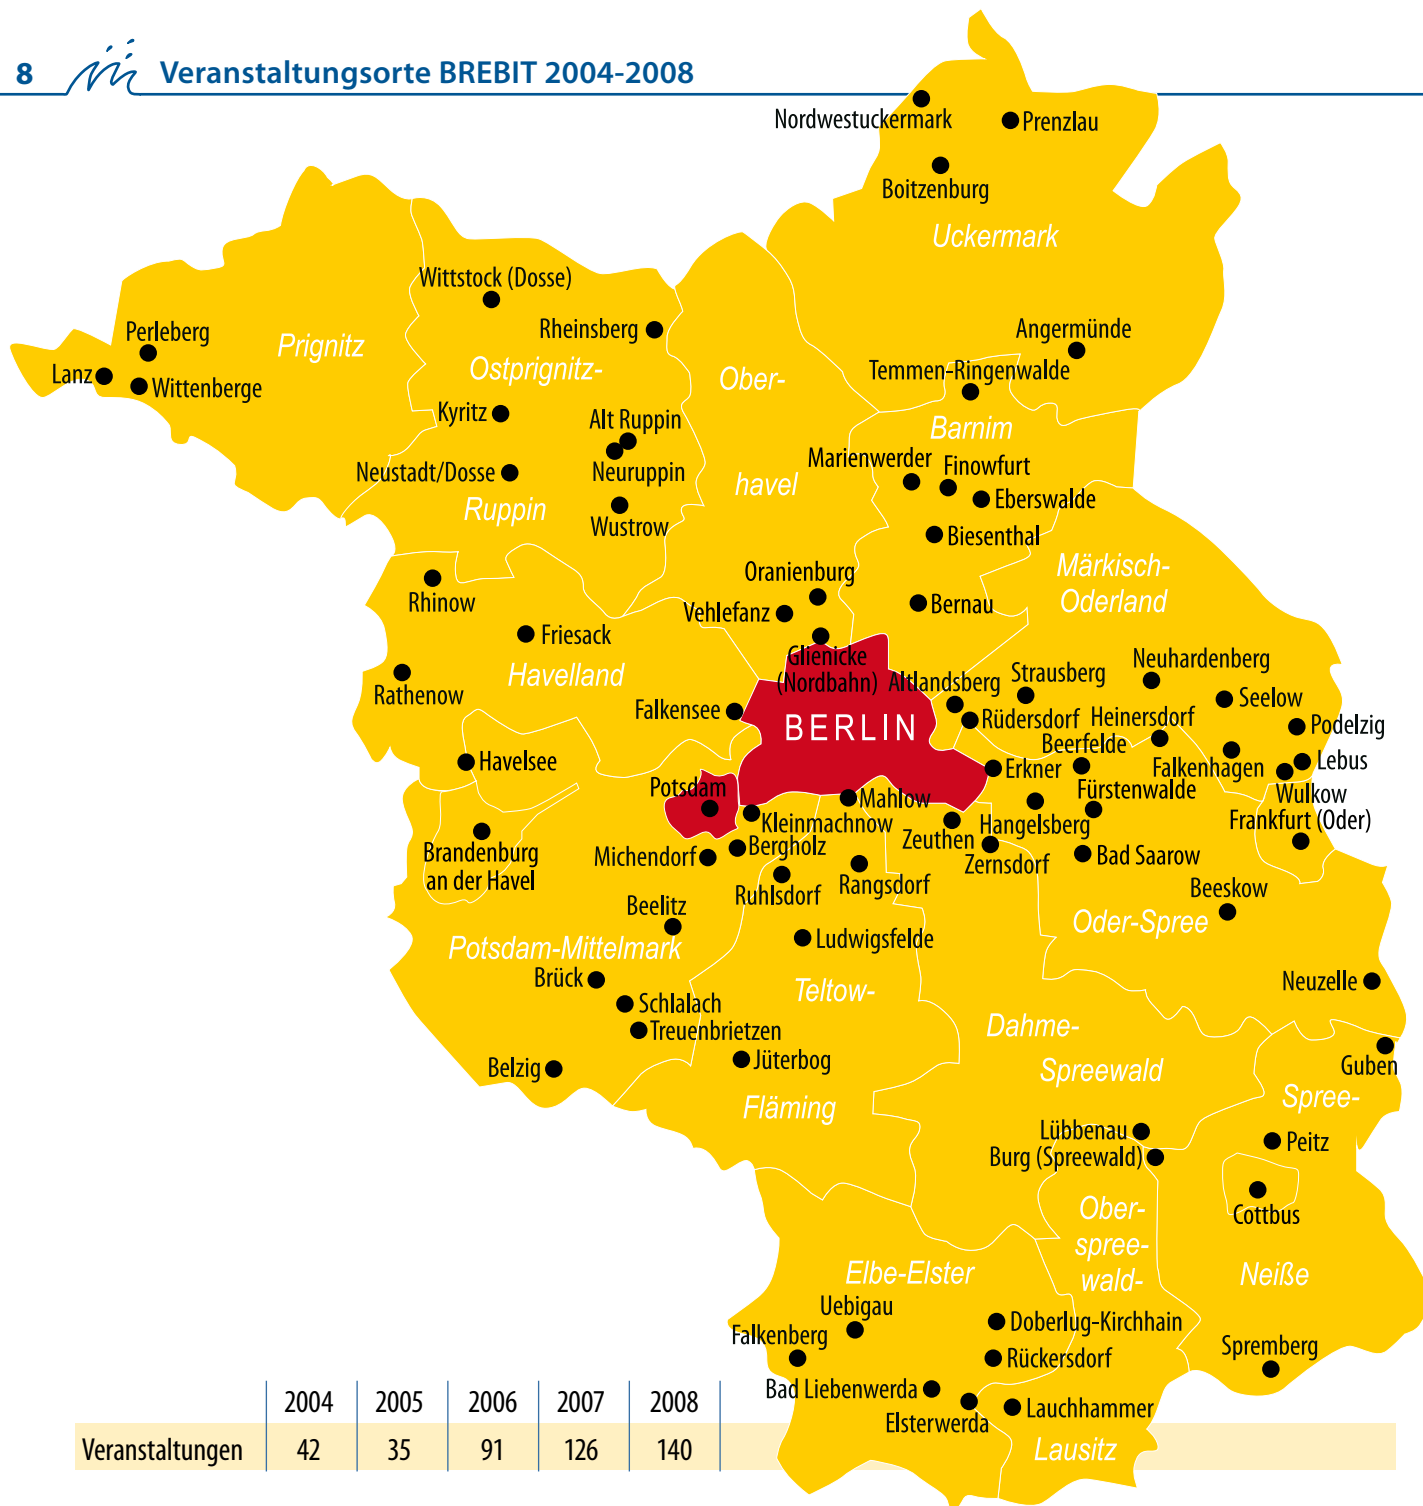 8 Veranstaltungsorte BREBIT 2004-2008
Nordwestuckermark
Prenzlau
Boitzenburg
Uckermark
Wittstock (Dosse)
Perleberg
Prignitz
Rheinsberg
Angermünde
Lanz
Wittenberge
Ostprignitz-
Ober-
Temmen-Ringenwalde
Kyritz
Alt Ruppin
Barnim
Neustadt/Dosse
Neuruppin
havel
Marienwerder
Finowfurt
Eberswalde
Ruppin
Wustrow
Biesenthal
Märkisch-
Oderland
Oranienburg
Rhinow
Vehlefanz
Bernau
Friesack
Glienicke
(Nordbahn)
Havelland
Rathenow
Altlandsberg
Strausberg
Neuhardenberg
Seelow
Falkensee
BERLIN
Rüdersdorf
Heinersdorf
Podelzig
Beerfelde
Havelsee
Erkner
Falkenhagen
Lebus
Potsdam
Mahlow
Fürstenwalde
Wulkow
Kleinmachnow
Hangelsberg
Frankfurt (Oder)
Brandenburg
an der Havel
Michendorf
Bergholz
Zeuthen
Zernsdorf
Bad Saarow
Ruhlsdorf
Rangsdorf
Beeskow
Beelitz
Oder-Spree
Potsdam-Mittelmark
Ludwigsfelde
Brück
Teltow-
Neuzelle
Schlalach
Treuenbrietzen
Dahme-
Belzig
Jüterbog
Spreewald
Guben
Fläming
Spree-
Lübbenau
Peitz
Burg (Spreewald)
Cottbus
Ober-
spree-
wald-
Elbe-Elster
Neiße
Uebigau
Doberlug-Kirchhain
Falkenberg
Rückersdorf
Spremberg
Bad Liebenwerda
Elsterwerda
Lauchhammer
Lausitz
2004 2005 2006 2007 2008
Veranstaltungen 42 35 91 126 140